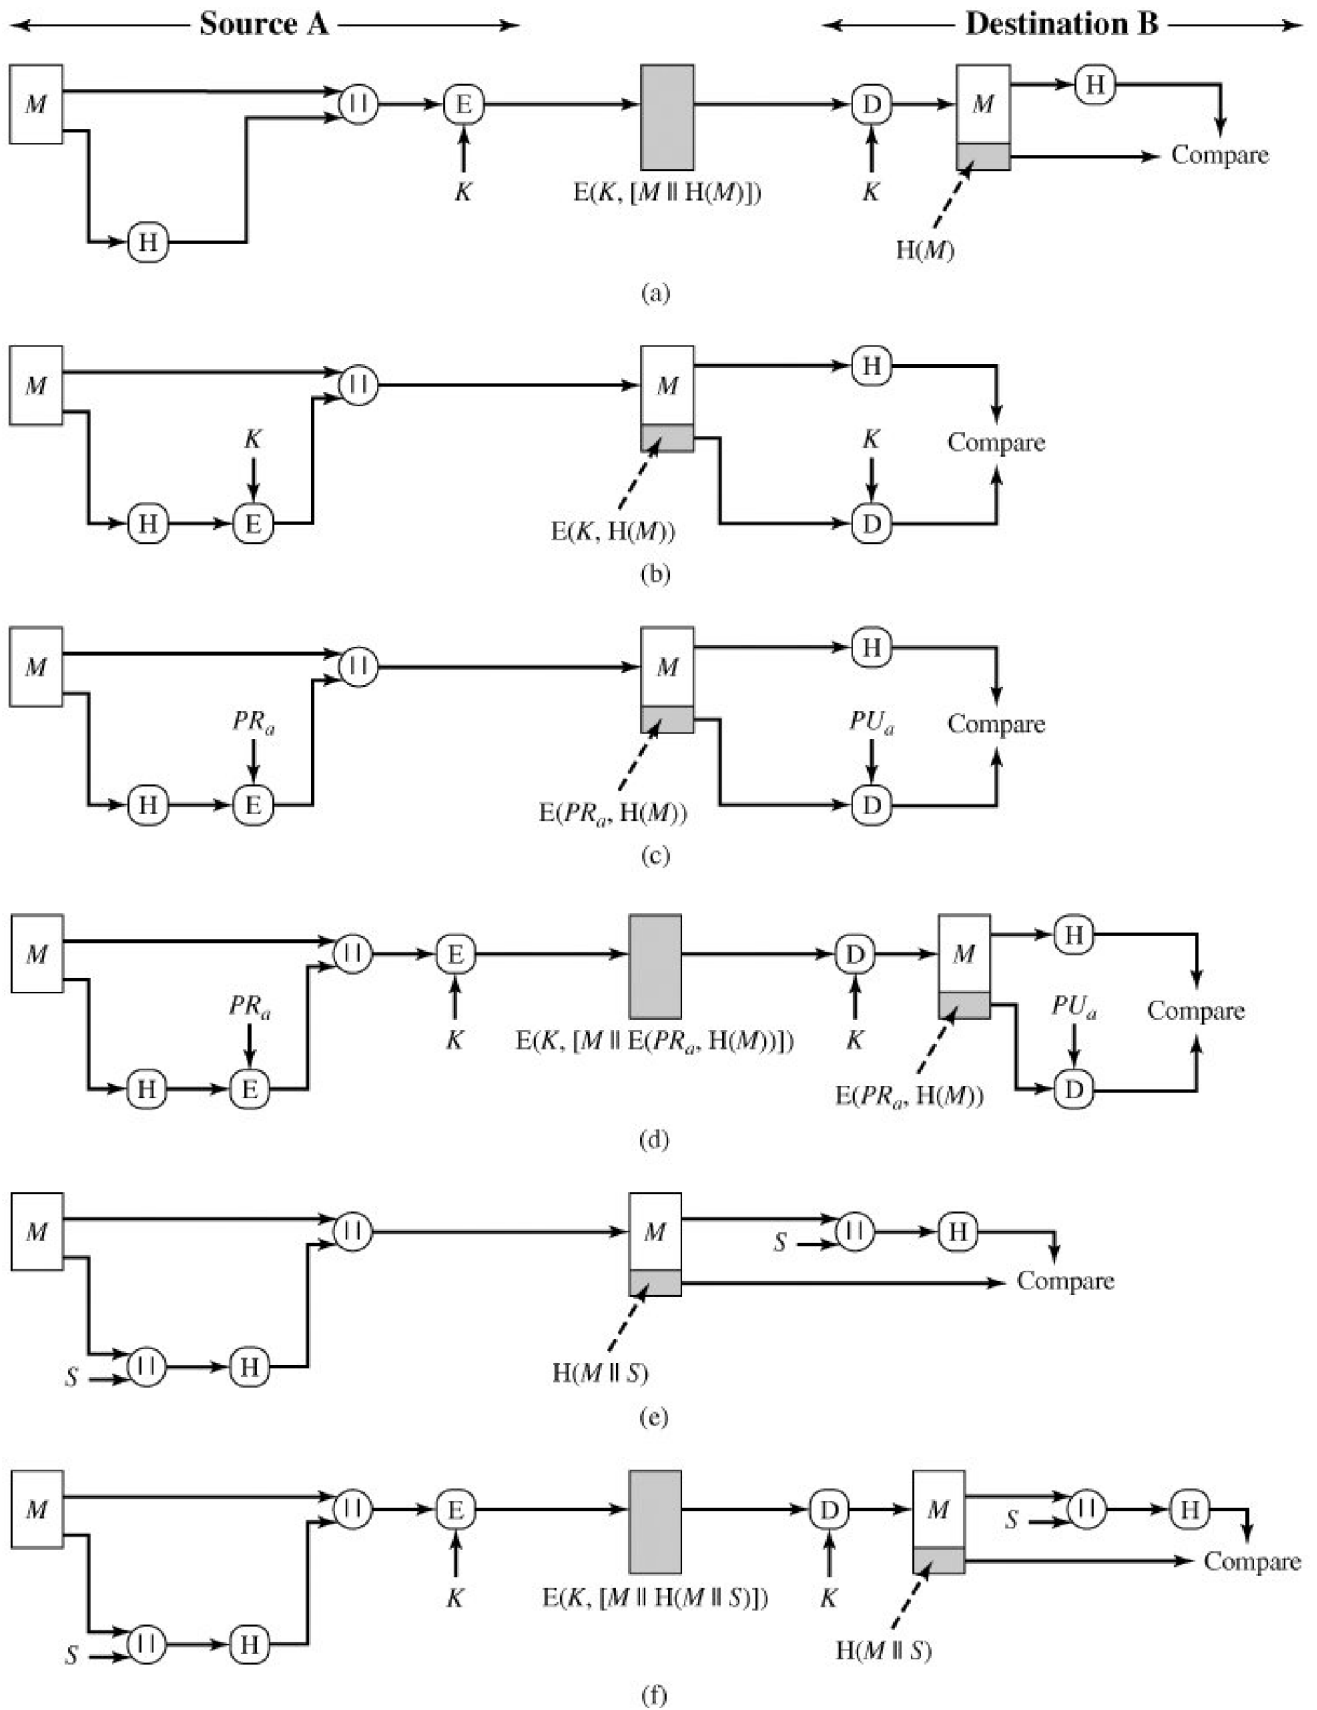 Source A Destination B
M || E D M H
Compare
K E(K, [M || H(M)]) K
H H(M)
(a)
M || M H
K K Compare
H E D
E(K, H(M))
(b)
M || M H
PRa PUa Compare
H E D
E(PRa, H(M))
(c)
M || E D M H
PRa PUa Compare
K E(K, [M || E(PRa, H(M))]) K
H E E(PRa, H(M)) D
(d)
M || M || H
S
Compare
S || H H(M || S)
(e)
M || E D M || H
S
Compare
K E(K, [M || H(M || S)]) K
S || H H(M || S)
(f)